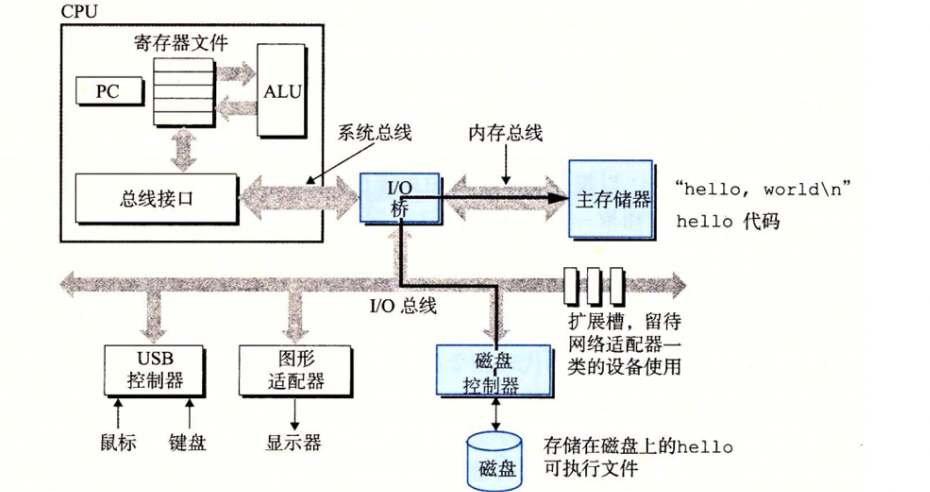 CPU
寄存器文件
PC
ALU
系统总线
内存总线
总线接口
I/O
桥
主存储器
“hello, world\n”
hello 代码
I/O 总线
扩展槽，留待
网络适配器一
类的设备使用
USB
控制器
图形
适配器
磁盘
控制器
鼠标
键盘
显示器
磁盘
存储在磁盘上的hello
可执行文件